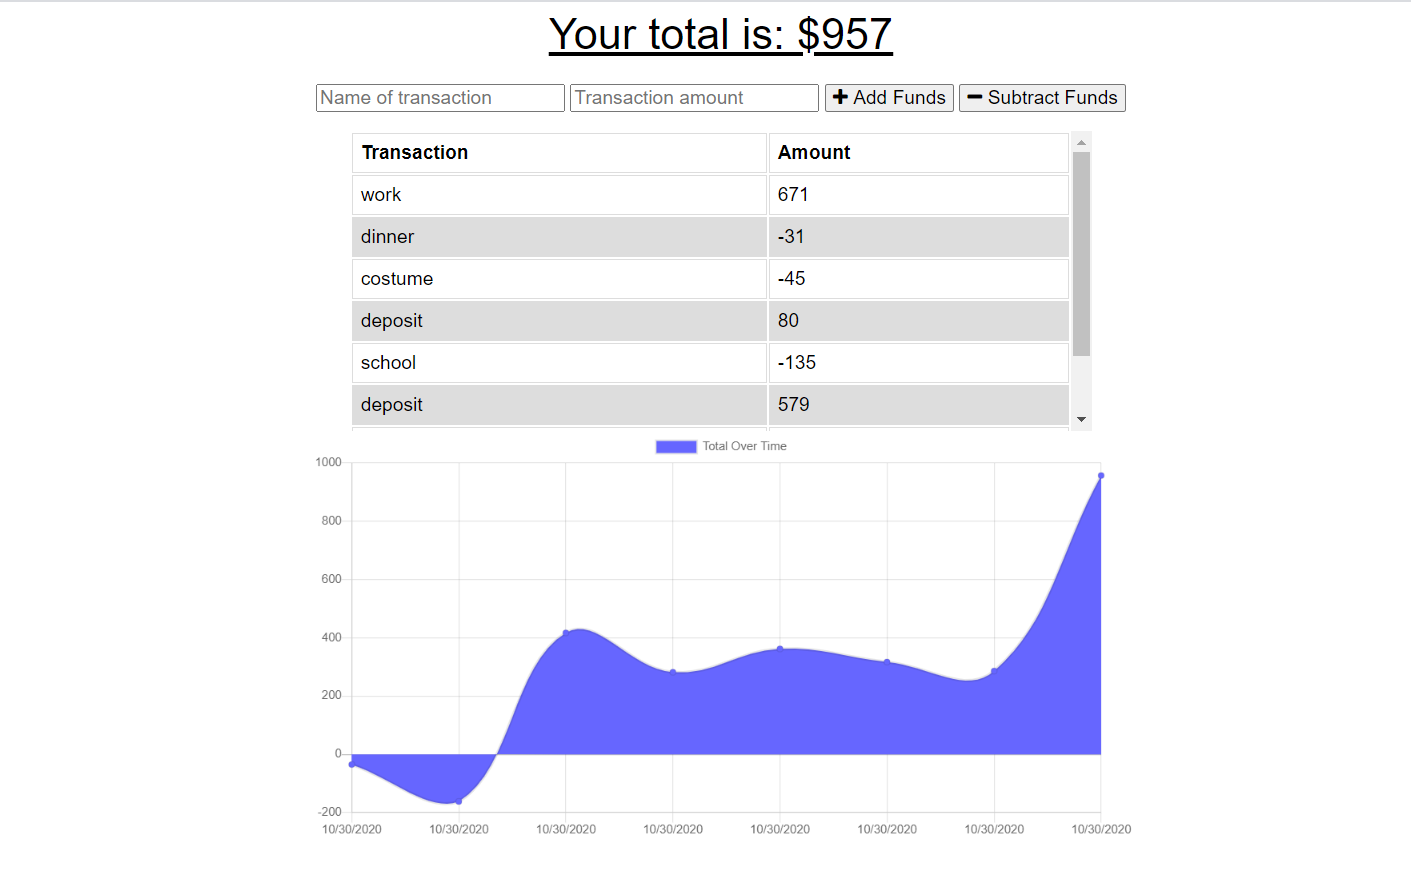 Your total is: $957
Name of transaction Transaction amount Add Funds Subtract Funds
Transaction Amount
work 671
dinner -31
costume -45
deposit 80
school -135
deposit 579
Total Over Time
1000
800
600
400
200
0
-200
10/30/2020 10/30/2020 10/30/2020 10/30/2020 10/30/2020 10/30/2020 10/30/2020 10/30/2020